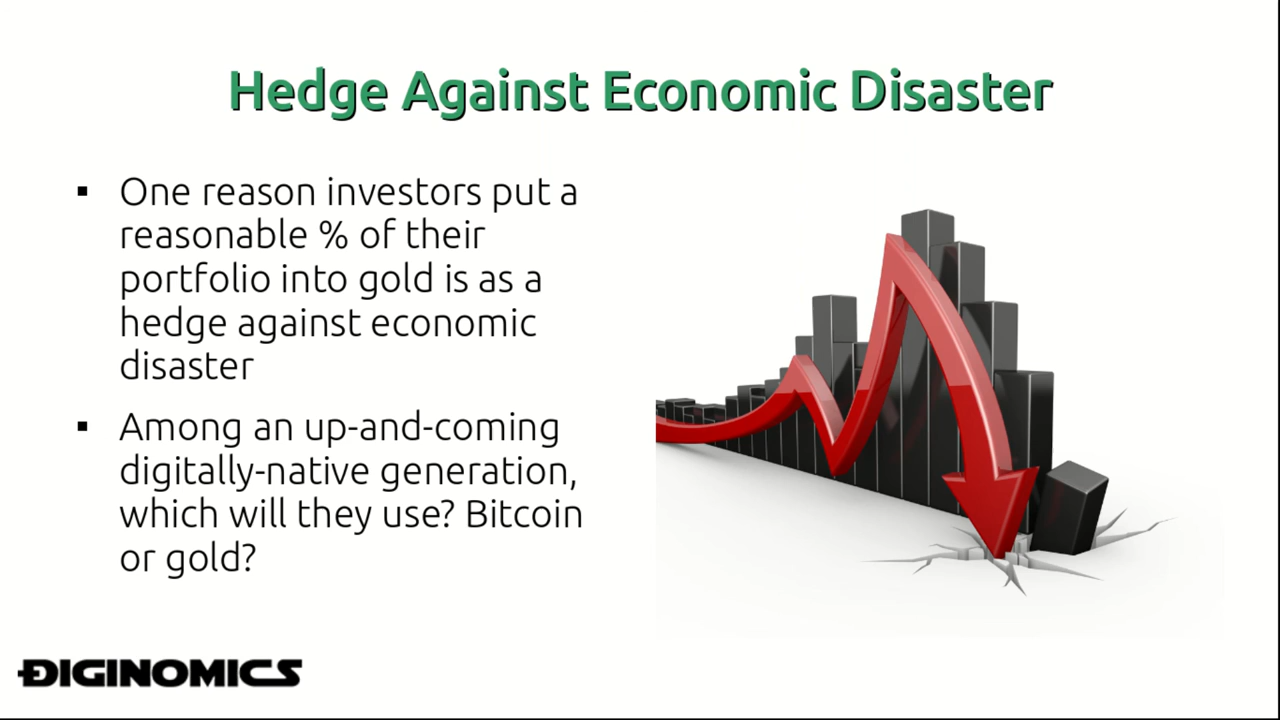 Hedge Against Economic Disaster
▪ One reason investors put a
reasonable % of their
portfolio into gold is as a
hedge against economic
disaster
▪ Among an up-and-coming
digitally-native generation,
which will they use? Bitcoin
or gold?
ĐIGINOMICS